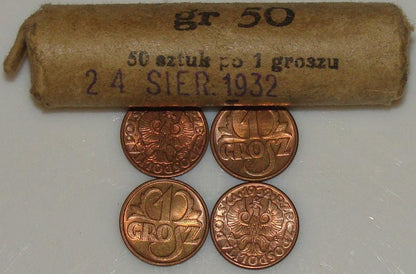 gr 50
50 sztuk po 1 groszu
24 SIER. 1932
1
GROSZ
1
GROSZ